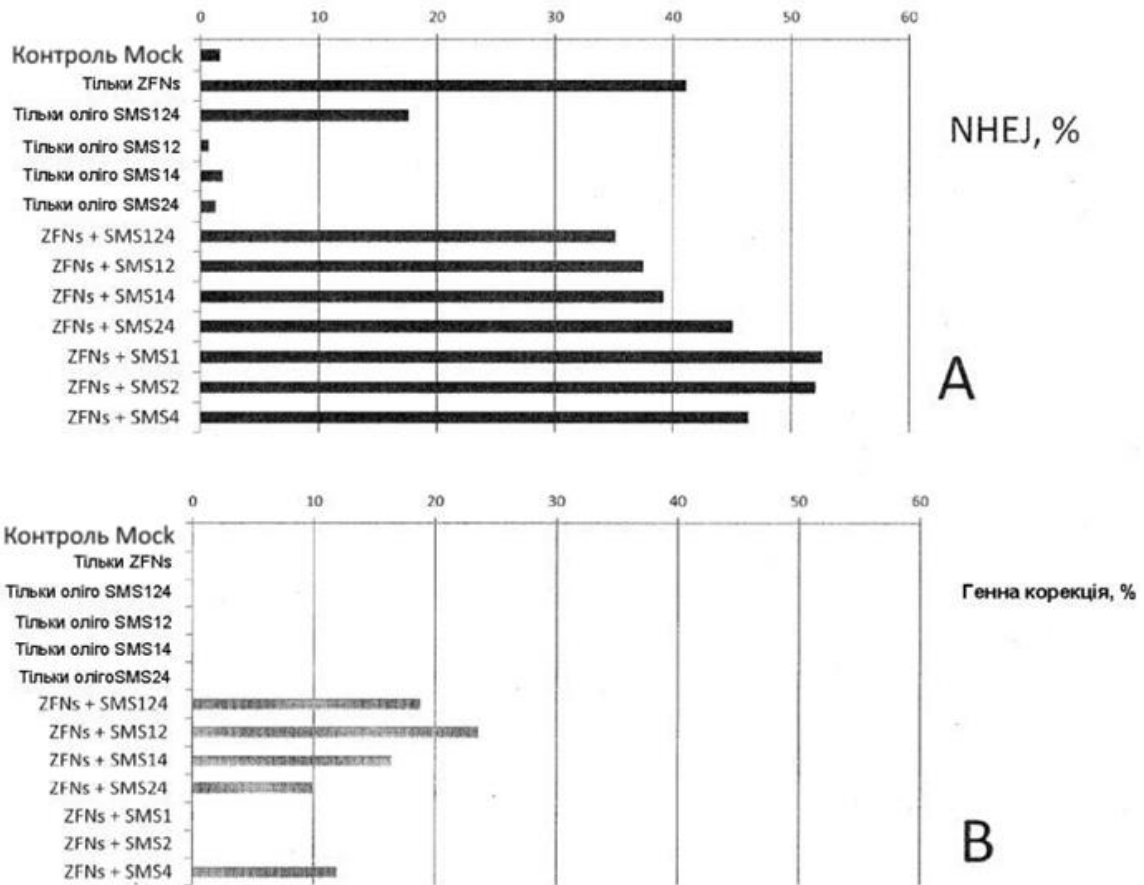 0 10 20 30 40 50 60
Контроль Mock
Тільки ZFNs
Тільки оліго SMS124
Тільки оліго SMS12
Тільки оліго SMS14
Тільки оліго SMS24
ZFNs + SMS124
ZFNs + SMS12
ZFNs + SMS14
ZFNs + SMS24
ZFNs + SMS1
ZFNs + SMS2
ZFNs + SMS4
NHEJ, %
A
0 10 20 30 40 50 60
Контроль Mock
Тільки ZFNs
Тільки оліго SMS124
Тільки оліго SMS12
Тільки оліго SMS14
Тільки олігоSMS24
ZFNs + SMS124
ZFNs + SMS12
ZFNs + SMS14
ZFNs + SMS24
ZFNs + SMS1
ZFNs + SMS2
ZFNs + SMS4
Генна корекція, %
B